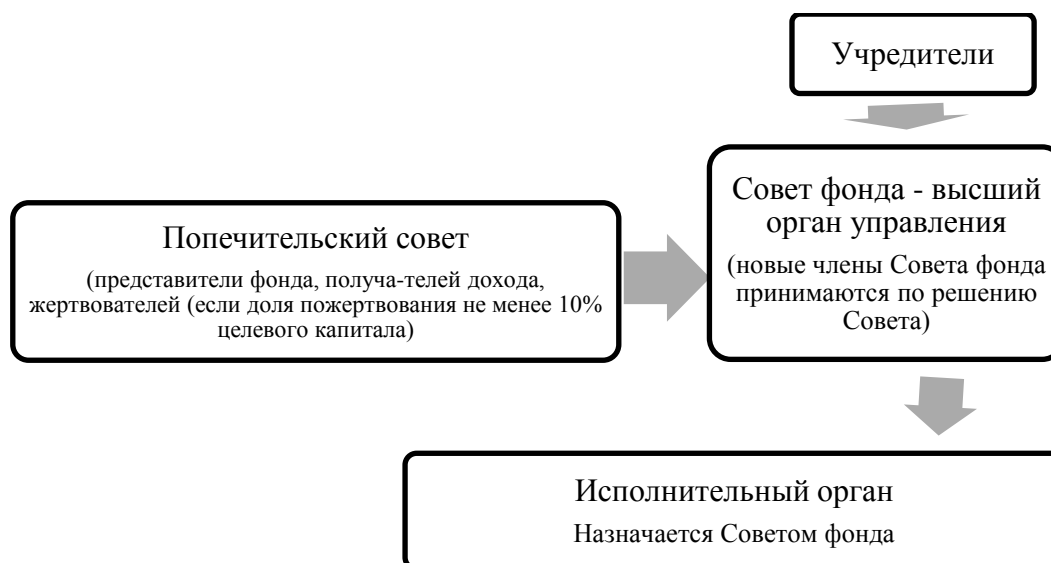 Учредители
Совет фонда - высший
орган управления
(новые члены Совета фонда
принимаются по решению
Совета)
Попечительский совет
(представители фонда, получа-телей дохода,
жертвователей (если доля пожертвования не менее 10%
целевого капитала)
Исполнительный орган
Назначается Советом фонда